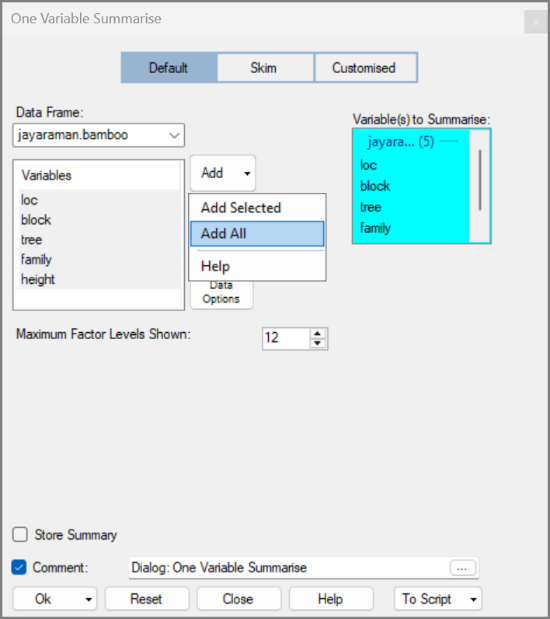 One Variable Summarise
Default Skim Customised
Data Frame:
jayaraman.bamboo
Variables
loc
block
tree
family
height
Add
Add Selected
Add All
Help
Data
Options
Variable(s) to Summarise:
jayara... (5)
loc
block
tree
family
Maximum Factor Levels Shown: 12
Store Summary
Comment: Dialog: One Variable Summarise ...
Ok Reset Close Help To Script